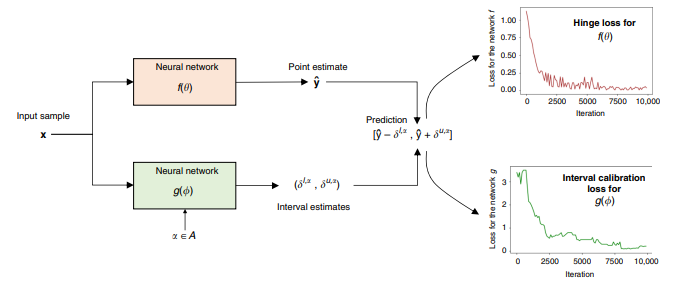 Input sample
x
Neural network
f(θ)
Point estimate
ŷ
Neural network
g(ϕ)
α ∈ A
(δ^{l,α} , δ^{u,α})
Interval estimates
Prediction
[ŷ − δ^{l,α} , ŷ + δ^{u,α}]
Loss for the network f
1.00
0.75
0.50
0.25
0.00
Hinge loss for
f(θ)
0
2500
5000
7500
10,000
Iteration
Loss for the network g
3
2
1
0
Interval calibration
loss for
g(ϕ)
0
2500
5000
7500
10,000
Iteration